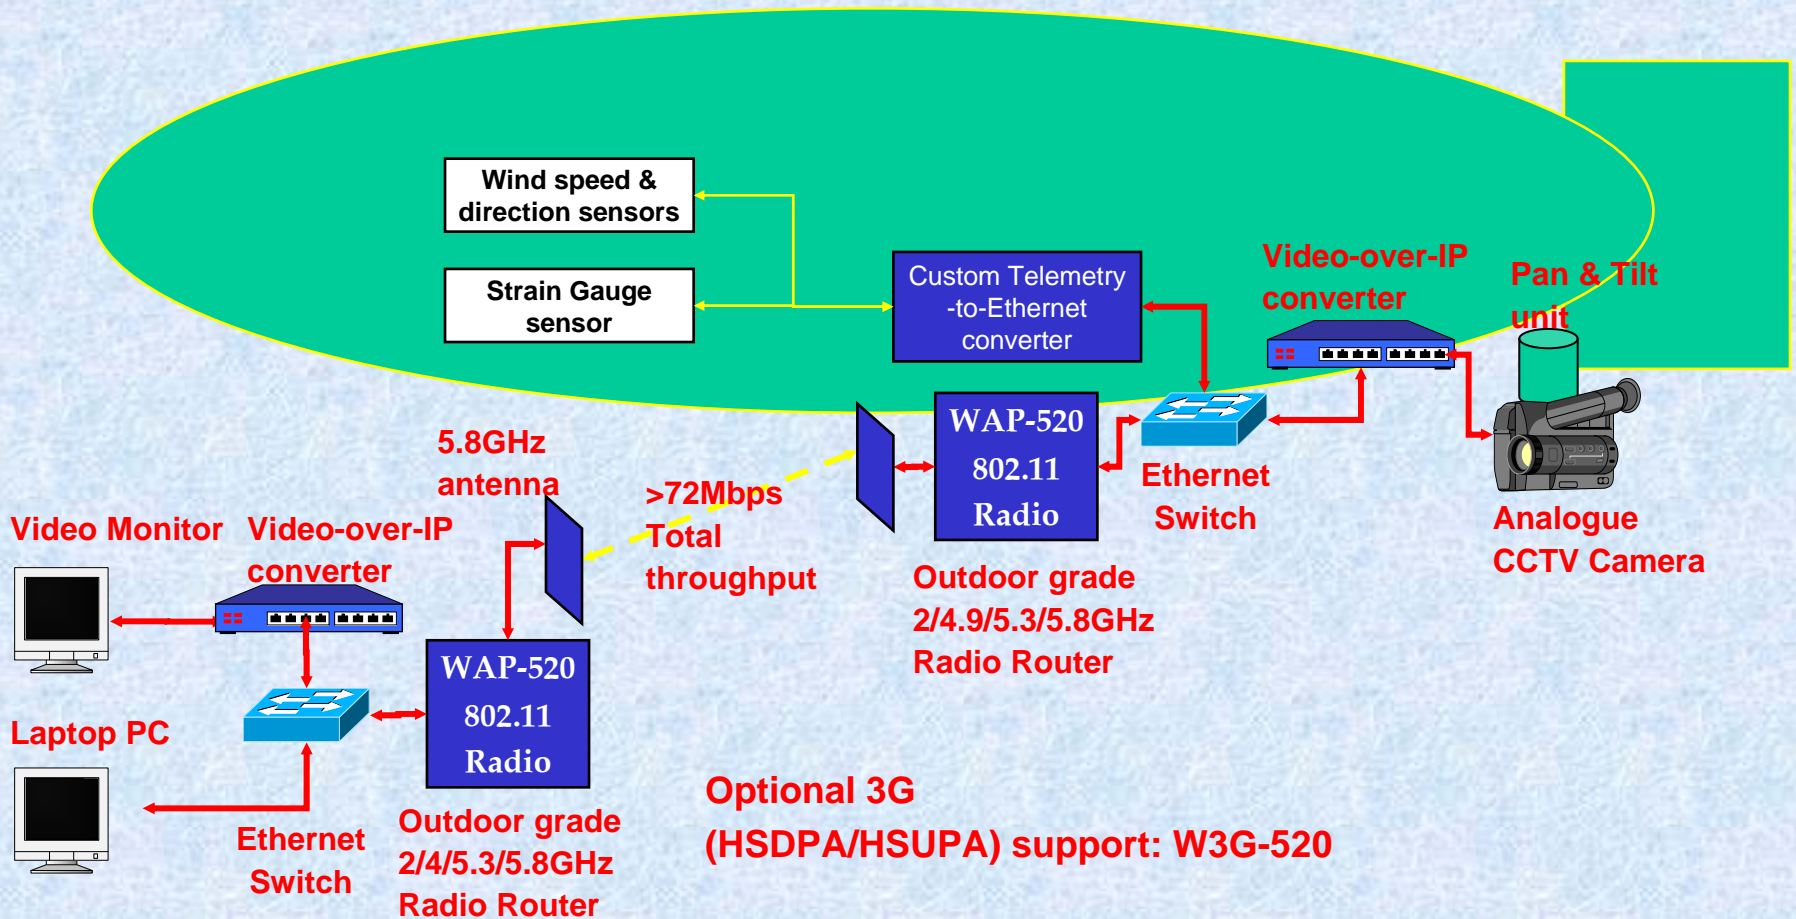 Wind speed &
direction sensors
Strain Gauge
sensor
Custom Telemetry
-to-Ethernet
converter
Video-over-IP
converter
Pan & Tilt
unit
WAP-520
802.11
Radio
Ethernet
Switch
Analogue
CCTV Camera
Outdoor grade
2/4.9/5.3/5.8GHz
Radio Router
5.8GHz
antenna
>72Mbps
Total
throughput
Video Monitor
Video-over-IP
converter
Laptop PC
WAP-520
802.11
Radio
Ethernet
Switch
Outdoor grade
2/4/5.3/5.8GHz
Radio Router
Optional 3G
(HSDPA/HSUPA) support: W3G-520